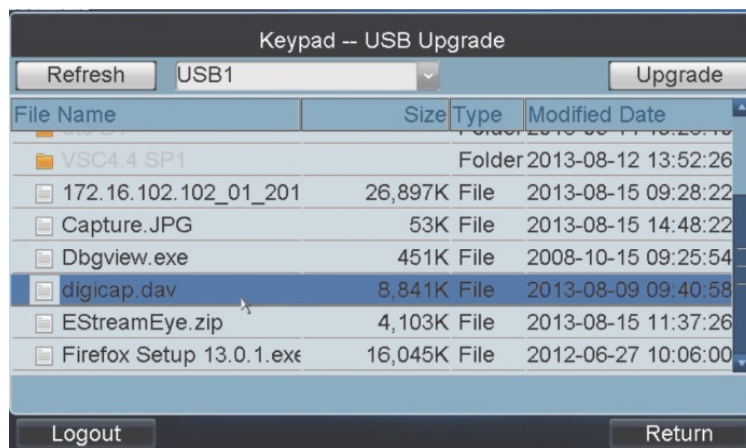 Keypad -- USB Upgrade
Refresh USB1 Upgrade
File Name Size Type Modified Date
VSC4.4 SP1 Folder 2013-08-12 13:52:26
172.16.102.102_01_201 26,897K File 2013-08-15 09:28:22
Capture.JPG 53K File 2013-08-15 14:48:22
Dbgview.exe 451K File 2008-10-15 09:25:54
digicap.dav 8,841K File 2013-08-09 09:40:58
EStreamEye.zip 4,103K File 2013-08-15 11:37:26
Firefox Setup 13.0.1.exe 16,045K File 2012-06-27 10:06:00
Logout Return